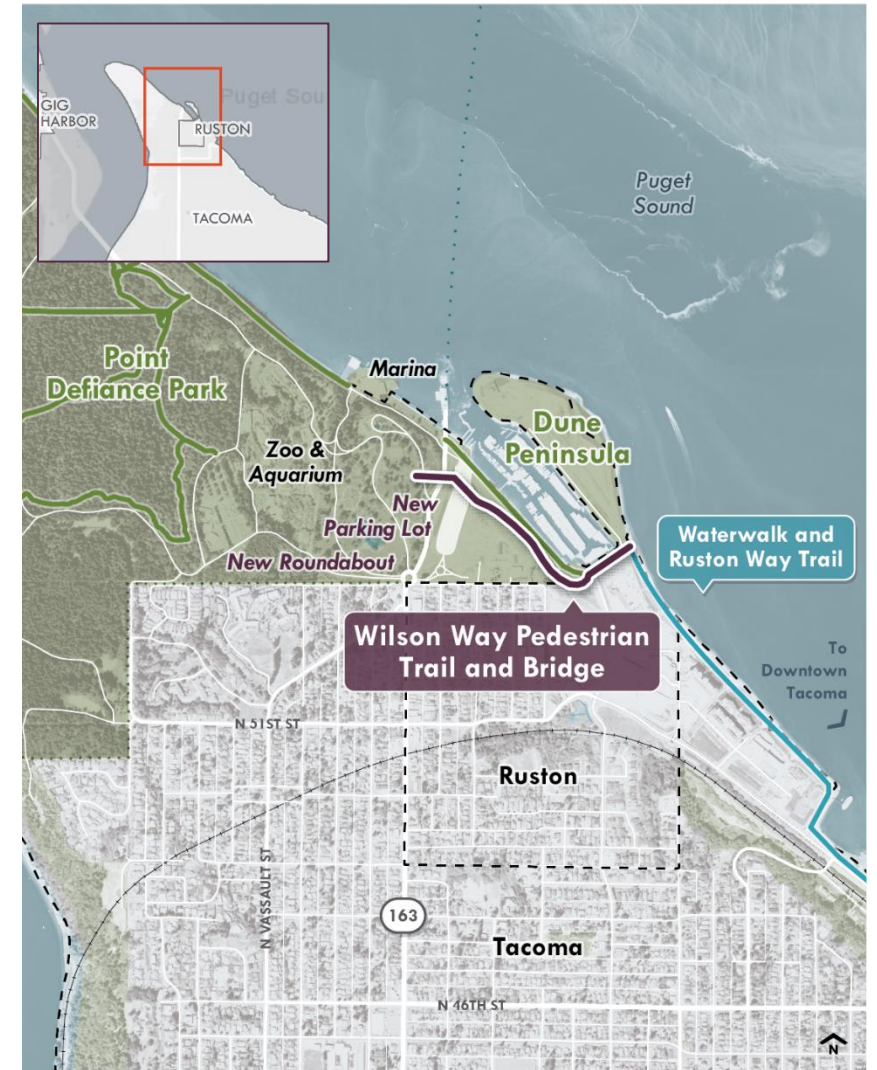 Puget Sou
GIG
HARBOR
RUSTON
TACOMA
Puget
Sound
Point
Defiance Park
Marina
Dune
Peninsula
Zoo &
Aquarium
New
Parking Lot
New Roundabout
Waterwalk and
Ruston Way Trail
Wilson Way Pedestrian
Trail and Bridge
To
Downtown
Tacoma
N 51ST ST
Ruston
N VASSAULT ST
163
Tacoma
N 46TH ST
N